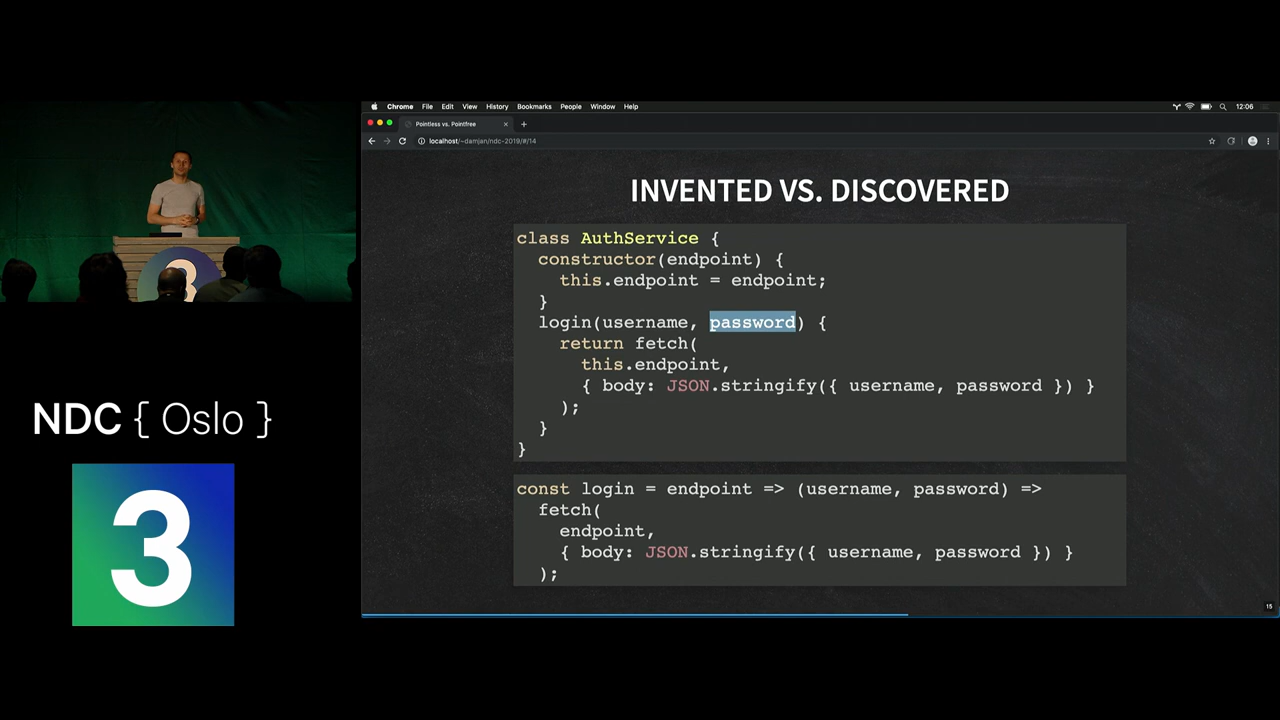 Chrome File Edit View History Bookmarks People Window Help 12:06
Pointless vs. Pointfree
localhost/~damjan/ndc-2019/#/14
INVENTED VS. DISCOVERED
class AuthService {
constructor(endpoint) {
this.endpoint = endpoint;
}
login(username, password) {
return fetch(
this.endpoint,
{ body: JSON.stringify({ username, password }) }
);
}
}
const login = endpoint => (username, password) =>
fetch(
endpoint,
{ body: JSON.stringify({ username, password }) }
);
15
3
NDC { Oslo }
3